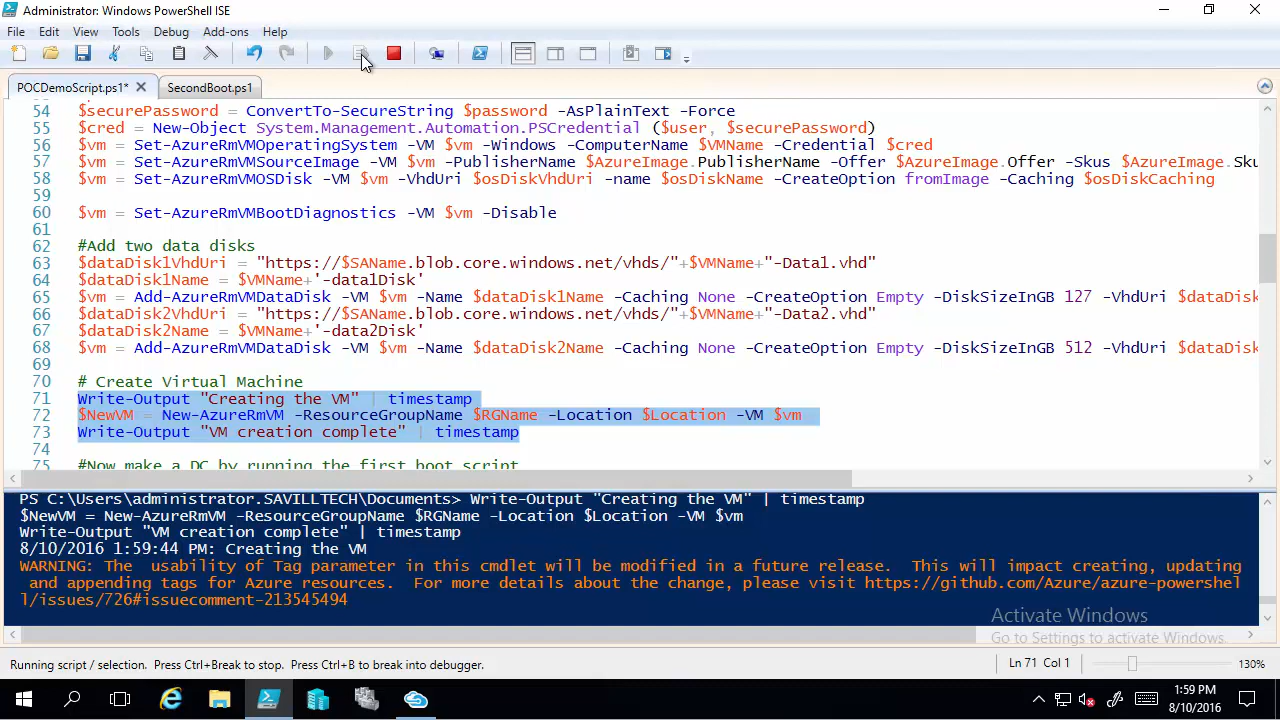 Administrator: Windows PowerShell ISE
File Edit View Tools Debug Add-ons Help
POCDemoScript.ps1* SecondBoot.ps1
54 $securePassword = ConvertTo-SecureString $password -AsPlainText -Force
55 $cred = New-Object System.Management.Automation.PSCredential ($user, $securePassword)
56 $vm = Set-AzureRmVMOperatingSystem -VM $vm -Windows -ComputerName $VMName -Credential $cred
57 $vm = Set-AzureRmVMSourceImage -VM $vm -PublisherName $AzureImage.PublisherName -Offer $AzureImage.Offer -Skus $AzureImage.Sku
58 $vm = Set-AzureRmVMOSDisk -VM $vm -VhdUri $osDiskVhdUri -name $osDiskName -CreateOption fromImage -Caching $osDiskCaching
59
60 $vm = Set-AzureRmVMBootDiagnostics -VM $vm -Disable
61
62 #Add two data disks
63 $dataDisk1VhdUri = "https://$SAName.blob.core.windows.net/vhds/"+$VMName+"-Data1.vhd"
64 $dataDisk1Name = $VMName+'-data1Disk'
65 $vm = Add-AzureRmVMDataDisk -VM $vm -Name $dataDisk1Name -Caching None -CreateOption Empty -DiskSizeInGB 127 -VhdUri $dataDisk
66 $dataDisk2VhdUri = "https://$SAName.blob.core.windows.net/vhds/"+$VMName+"-Data2.vhd"
67 $dataDisk2Name = $VMName+'-data2Disk'
68 $vm = Add-AzureRmVMDataDisk -VM $vm -Name $dataDisk2Name -Caching None -CreateOption Empty -DiskSizeInGB 512 -VhdUri $dataDisk
69
70 # Create Virtual Machine
71 Write-Output "Creating the VM" | timestamp
72 $NewVM = New-AzureRmVM -ResourceGroupName $RGName -Location $Location -VM $vm
73 Write-Output "VM creation complete" | timestamp
74
75 #Now make a DC by running the first boot script
PS C:\Users\administrator.SAVILLTECH\Documents> Write-Output "Creating the VM" | timestamp
$NewVM = New-AzureRmVM -ResourceGroupName $RGName -Location $Location -VM $vm
Write-Output "VM creation complete" | timestamp
8/10/2016 1:59:44 PM: Creating the VM
WARNING: The usability of Tag parameter in this cmdlet will be modified in a future release. This will impact creating, updating
and appending tags for Azure resources. For more details about the change, please visit https://github.com/Azure/azure-powershel
l/issues/726#issuecomment-213545494
Activate Windows
Go to Settings to activate Windows.
Running script / selection. Press Ctrl+Break to stop. Press Ctrl+B to break into debugger. Ln 71 Col 1 130%
1:59 PM
8/10/2016